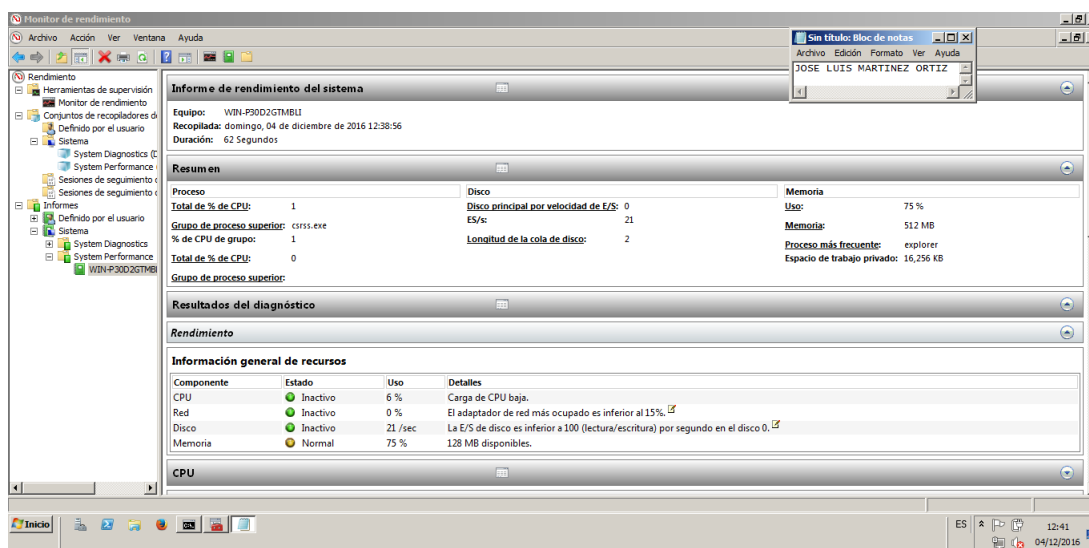 Monitor de rendimiento
Archivo Acción Ver Ventana Ayuda
Sin título: Bloc de notas
Archivo Edición Formato Ver Ayuda
JOSE LUIS MARTINEZ ORTIZ
Rendimiento
Herramientas de supervisión
Monitor de rendimiento
Conjuntos de recopiladores d
Definido por el usuario
Sistema
System Diagnostics (D
System Performance
Sesiones de seguimiento
Sesiones de seguimiento
Informes
Definido por el usuario
Sistema
System Diagnostics
System Performance
WIN-P30D2GTMBL
Informe de rendimiento del sistema
Equipo: WIN-P30D2GTMBLI
Recopilada: domingo, 04 de diciembre de 2016 12:38:56
Duración: 62 Segundos
Resumen
Proceso Disco Memoria
Total de % de CPU: 1 Disco principal por velocidad de E/S: 0 Uso: 75 %
Grupo de proceso superior: csrss.exe ES/s: 21 Memoria: 512 MB
% de CPU de grupo: 1 Longitud de la cola de disco: 2 Proceso más frecuente: explorer
Total de % de CPU: 0 Espacio de trabajo privado: 16,256 KB
Grupo de proceso superior:
Resultados del diagnóstico
Rendimiento
Información general de recursos
Componente Estado Uso Detalles
CPU Inactivo 6 % Carga de CPU baja.
Red Inactivo 0 % El adaptador de red más ocupado es inferior al 15%.
Disco Inactivo 21 /sec La E/S de disco es inferior a 100 (lectura/escritura) por segundo en el disco 0.
Memoria Normal 75 % 128 MB disponibles.
CPU
Inicio ES 12:41
04/12/2016